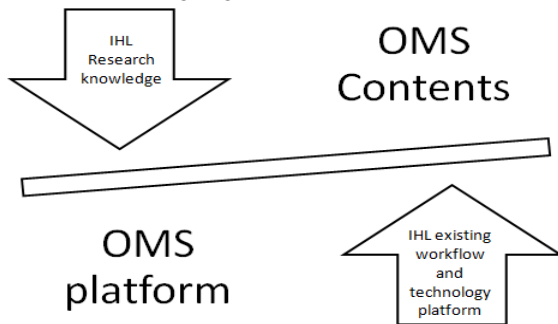 IHL
Research
knowledge
OMS
Contents
OMS
platform
IHL existing
workflow
and
technology
platform